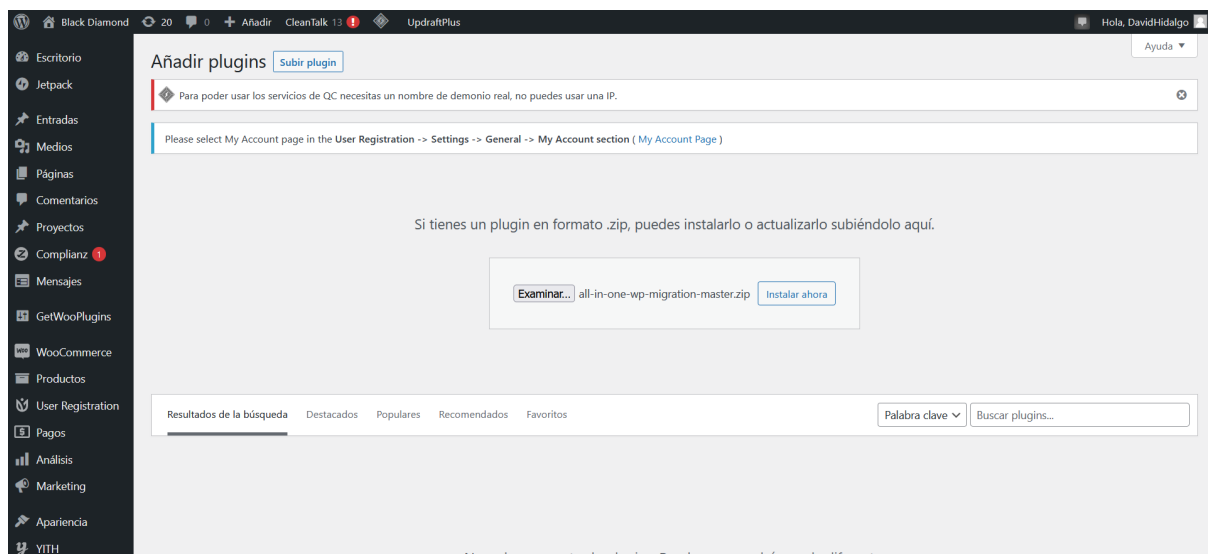 Black Diamond 20 0 + Añadir CleanTalk 13 ! UpdraftPlus Hola, DavidHidalgo
Ayuda
Escritorio
Jetpack
Entradas
Medios
Páginas
Comentarios
Proyectos
Complianz 1
Mensajes
GetWooPlugins
WooCommerce
Productos
User Registration
Pagos
Análisis
Marketing
Apariencia
YITH
Añadir plugins Subir plugin
Para poder usar los servicios de QC necesitas un nombre de demonio real, no puedes usar una IP.
Please select My Account page in the User Registration -> Settings -> General -> My Account section ( My Account Page )
Si tienes un plugin en formato .zip, puedes instalarlo o actualizarlo subiéndolo aquí.
Examinar... all-in-one-wp-migration-master.zip Instalar ahora
Resultados de la búsqueda Destacados Populares Recomendados Favoritos Palabra clave Buscar plugins...